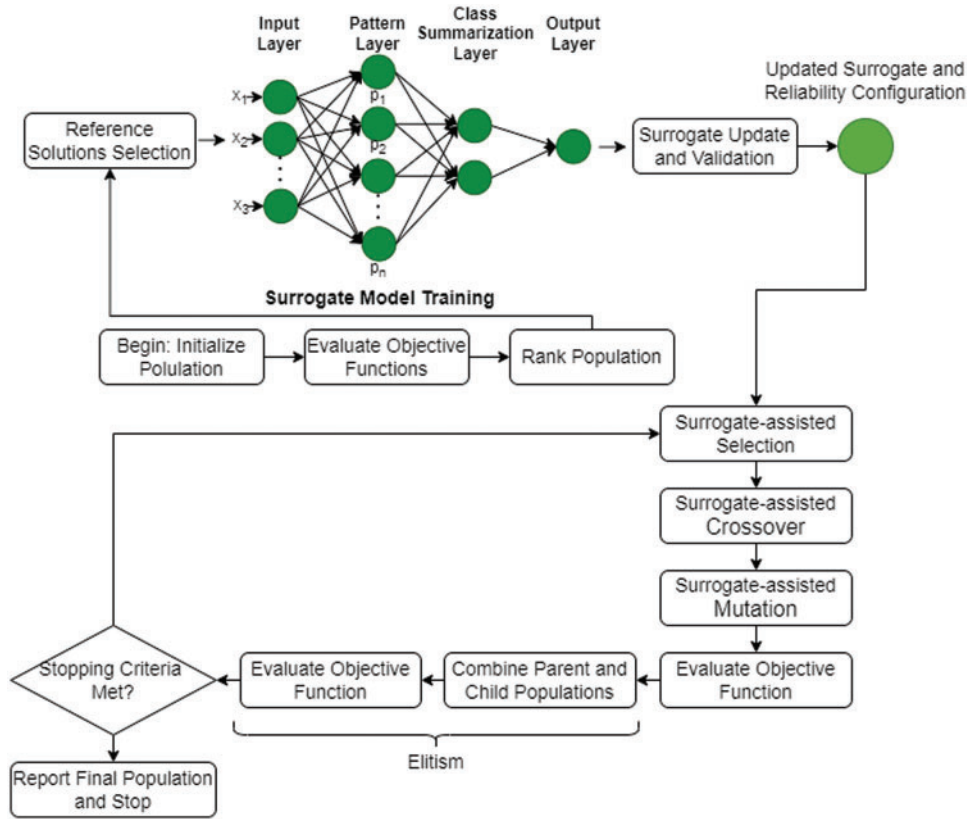 Input
Layer
Pattern
Layer
Class
Summarization
Layer
Output
Layer
Updated Surrogate and
Reliability Configuration
Reference
Solutions Selection
x1
x2
x3
p1
p2
pn
Surrogate Update
and Validation
Surrogate Model Training
Begin: Initialize
Polulation
Evaluate Objective
Functions
Rank Population
Surrogate-assisted
Selection
Surrogate-assisted
Crossover
Surrogate-assisted
Mutation
Stopping Criteria
Met?
Evaluate Objective
Function
Combine Parent and
Child Populations
Evaluate Objective
Function
Elitism
Report Final Population
and Stop